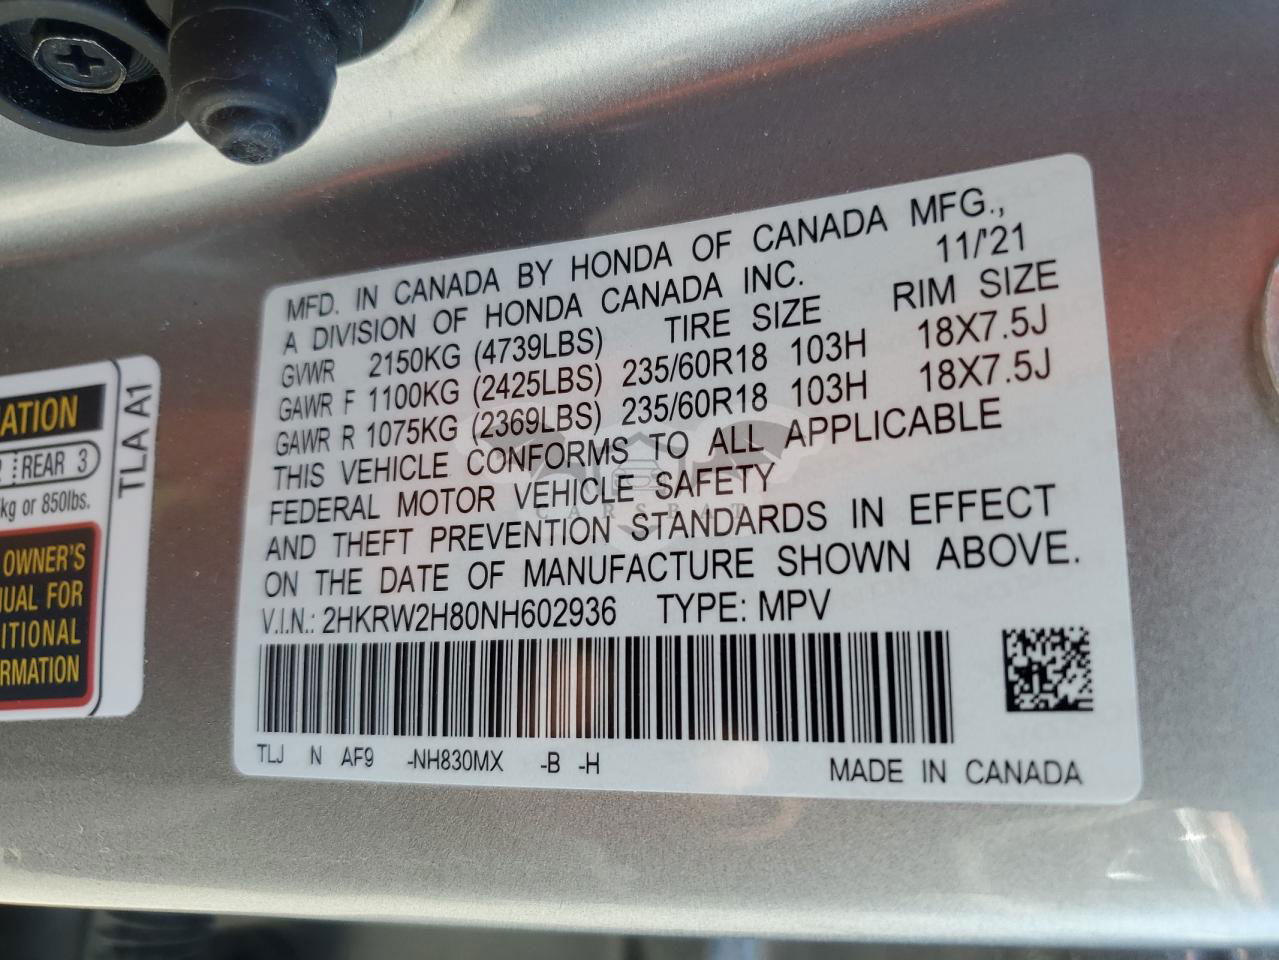 MFD. IN CANADA BY HONDA OF CANADA MFG.,
A DIVISION OF HONDA CANADA INC. 11/'21
GVWR 2150KG (4739LBS) TIRE SIZE RIM SIZE
GAWR F 1100KG (2425LBS) 235/60R18 103H 18X7.5J
GAWR R 1075KG (2369LBS) 235/60R18 103H 18X7.5J
THIS VEHICLE CONFORMS TO ALL APPLICABLE
FEDERAL MOTOR VEHICLE SAFETY
AND THEFT PREVENTION STANDARDS IN EFFECT
ON THE DATE OF MANUFACTURE SHOWN ABOVE.
V.I.N.: 2HKRW2H80NH602936 TYPE: MPV
TLJ N AF9 -NH830MX -B -H
MADE IN CANADA
REAR 3
kg or 850lbs.
OWNER'S
FOR
TLA A1